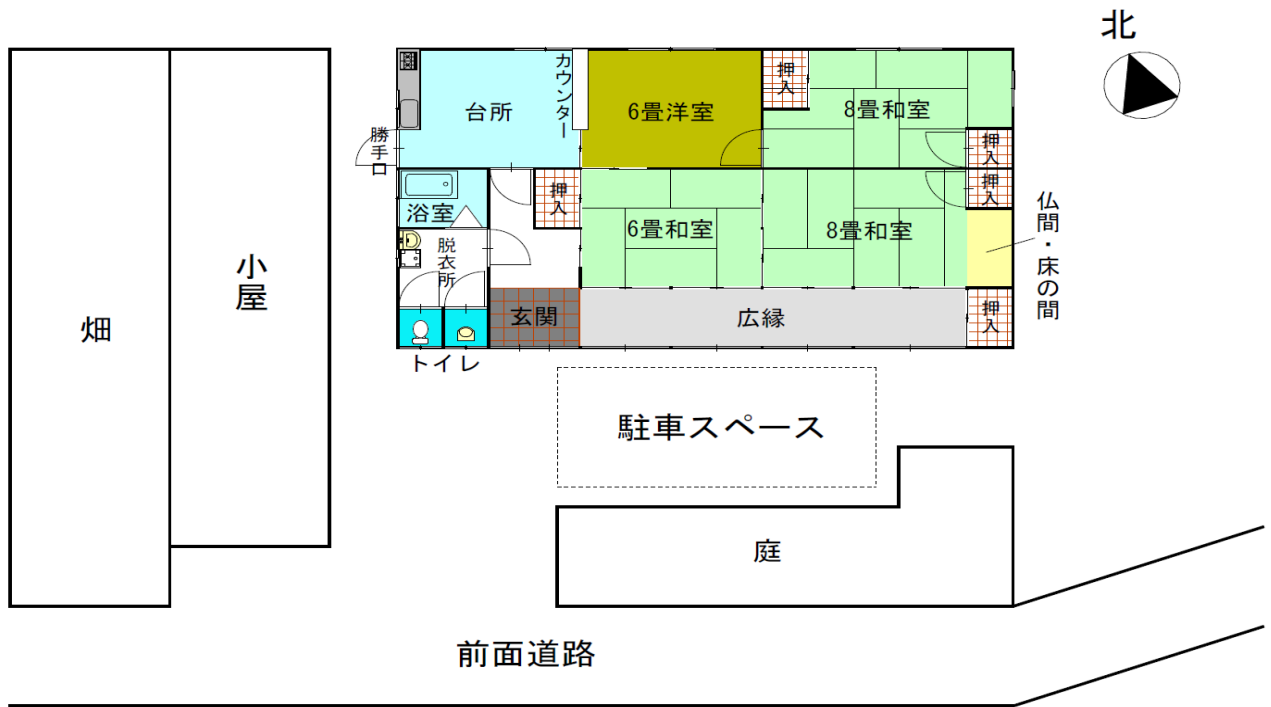 北
台所
カウンター
6畳洋室
押入
8畳和室
勝手口
押入
押入
押入
浴室
6畳和室
8畳和室
仏間・床の間
脱衣所
小屋
畑
玄関
広縁
押入
トイレ
駐車スペース
庭
前面道路